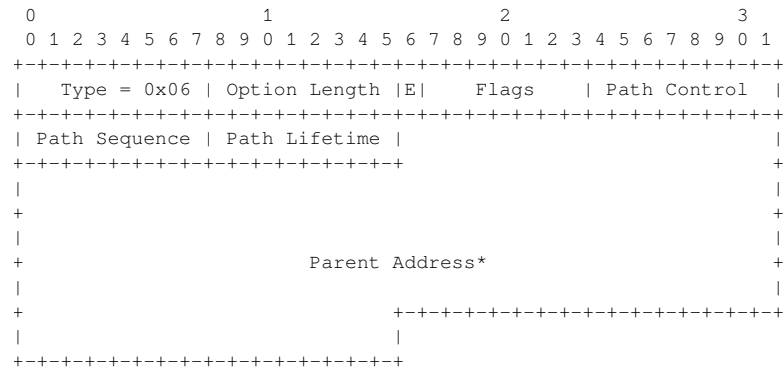 0                   1                   2                   3
 0 1 2 3 4 5 6 7 8 9 0 1 2 3 4 5 6 7 8 9 0 1 2 3 4 5 6 7 8 9 0 1
+-+-+-+-+-+-+-+-+-+-+-+-+-+-+-+-+-+-+-+-+-+-+-+-+-+-+-+-+-+-+-+-+
|   Type = 0x06 | Option Length |E|    Flags    | Path Control  |
+-+-+-+-+-+-+-+-+-+-+-+-+-+-+-+-+-+-+-+-+-+-+-+-+-+-+-+-+-+-+-+-+
| Path Sequence | Path Lifetime |                               |
+-+-+-+-+-+-+-+-+-+-+-+-+-+-+-+-+                               +
|                                                               |
+                                                               +
|                                                               |
+                        Parent Address*                        +
|                                                               |
+                               +-+-+-+-+-+-+-+-+-+-+-+-+-+-+-+-+
|                               |
+-+-+-+-+-+-+-+-+-+-+-+-+-+-+-+-+